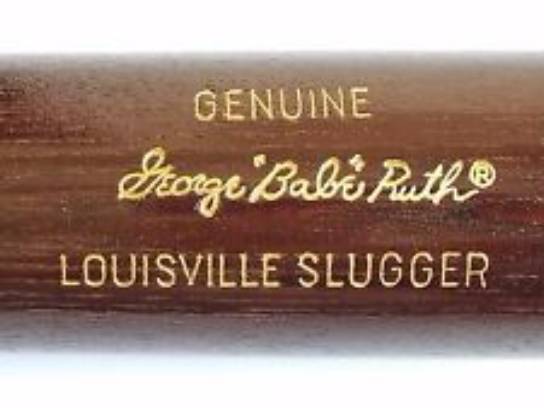 GENUINE
George "Babe" Ruth®
LOUISVILLE SLUGGER